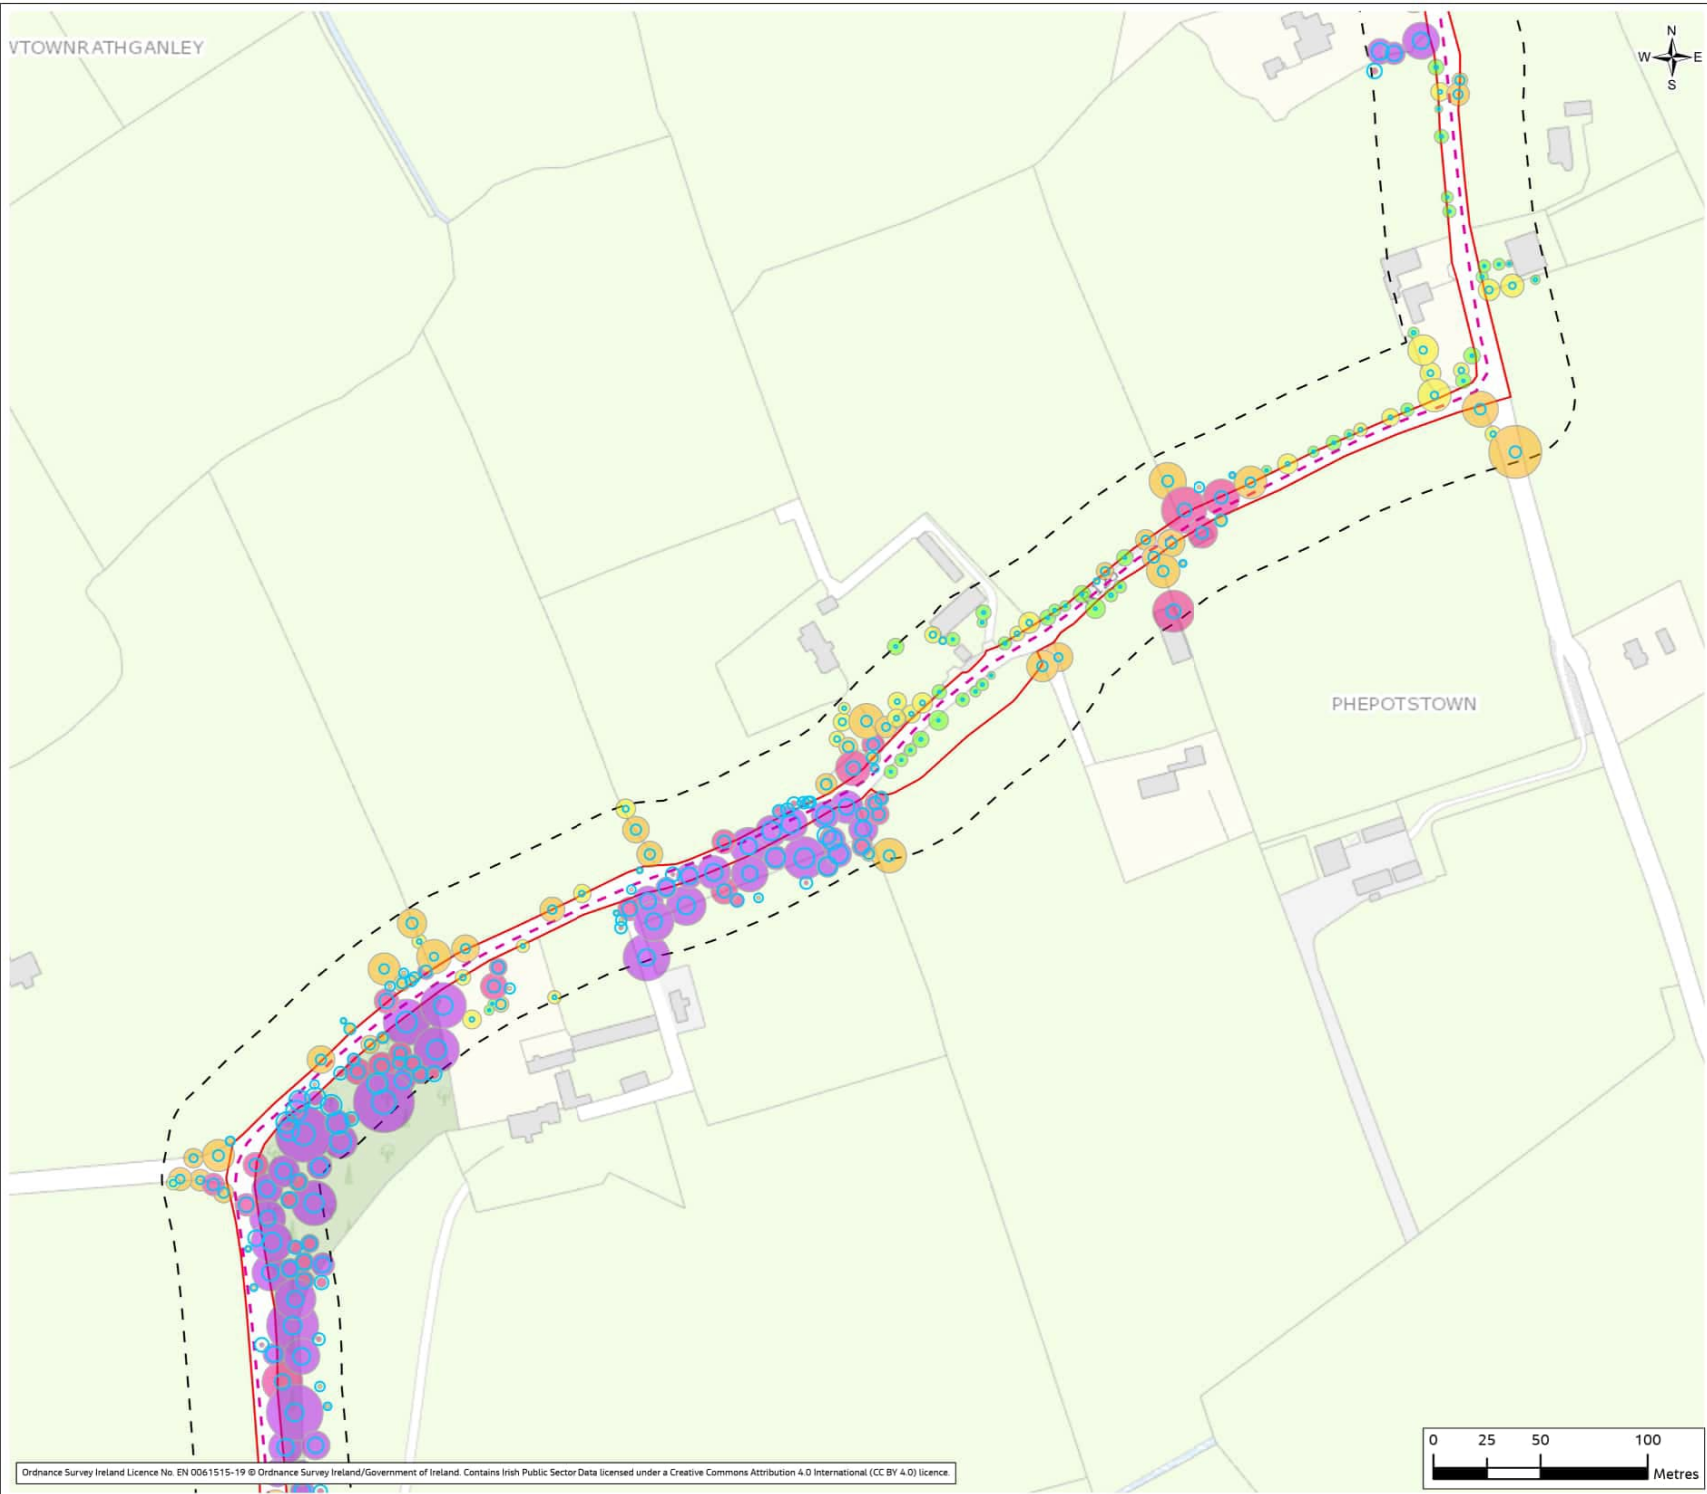 WTOWNRATHGANLEY
N
W E
S
PHEPOTSTOWN
0 25 50 100
Metres
Ordnance Survey Ireland Licence No. EN 0061515-19 © Ordnance Survey Ireland/Government of Ireland. Contains Irish Public Sector Data licensed under a Creative Commons Attribution 4.0 International (CC BY 4.0) licence.